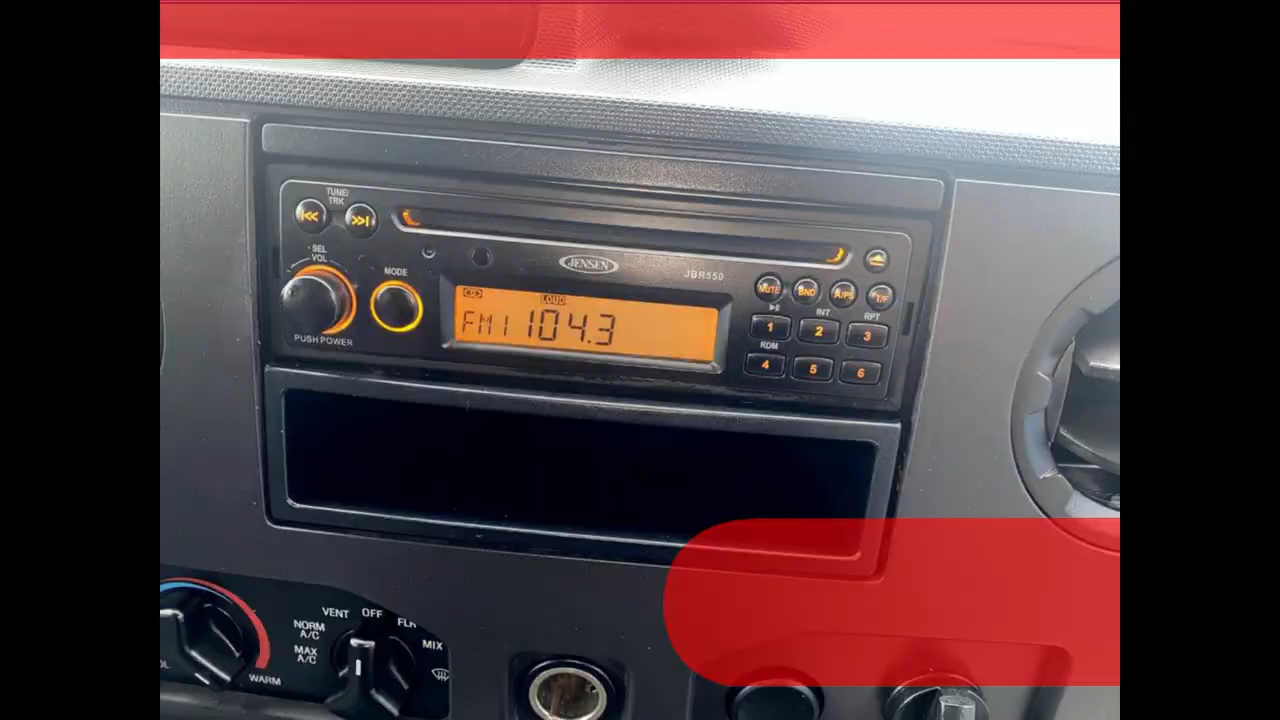 TUNE/
TRK
SEL
VOL
MODE
PUSH POWER
JENSEN
JBR550
LOUD
FM1 104.3
MUTE BND A/PS T/F
INT RPT
1 2 3
RDM
4 5 6
VENT OFF
NORM
A/C
MAX
A/C
MIX
WARM